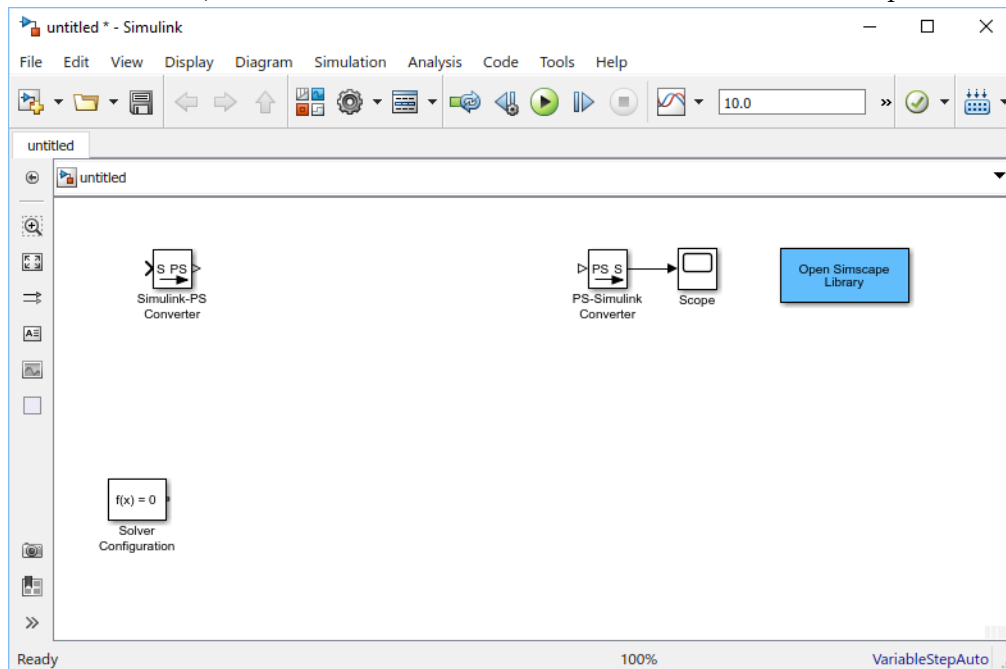 untitled * - Simulink
File Edit View Display Diagram Simulation Analysis Code Tools Help
10.0 »
untitled
untitled
S PS
Simulink-PS
Converter
PS S
PS-Simulink
Converter
Scope
Open Simscape
Library
f(x) = 0
Solver
Configuration
Ready 100% VariableStepAuto